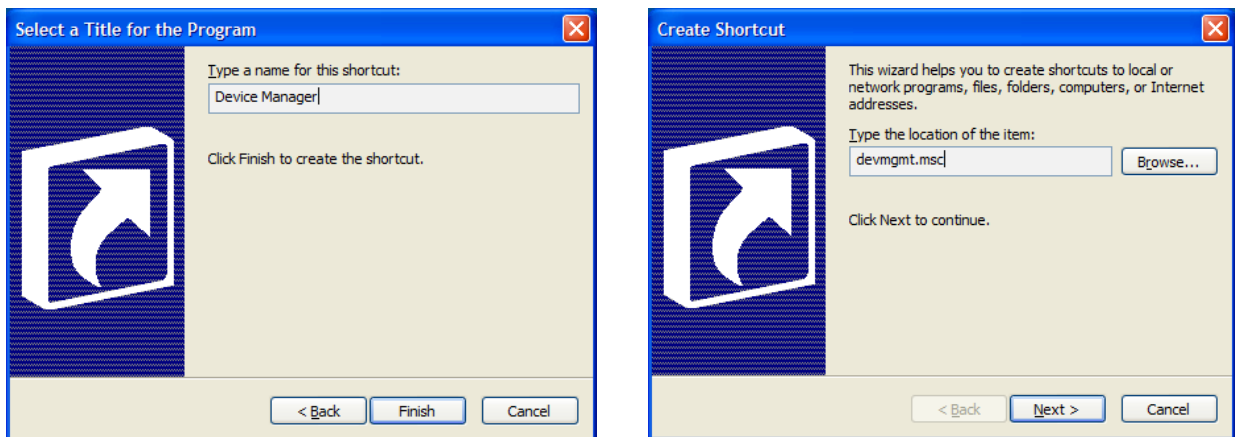 Select a Title for the Program
Type a name for this shortcut:
Device Manager
Click Finish to create the shortcut.
< Back
Finish
Cancel
Create Shortcut
This wizard helps you to create shortcuts to local or
network programs, files, folders, computers, or Internet
addresses.
Type the location of the item:
devmgmt.msc
Browse...
Click Next to continue.
< Back
Next >
Cancel